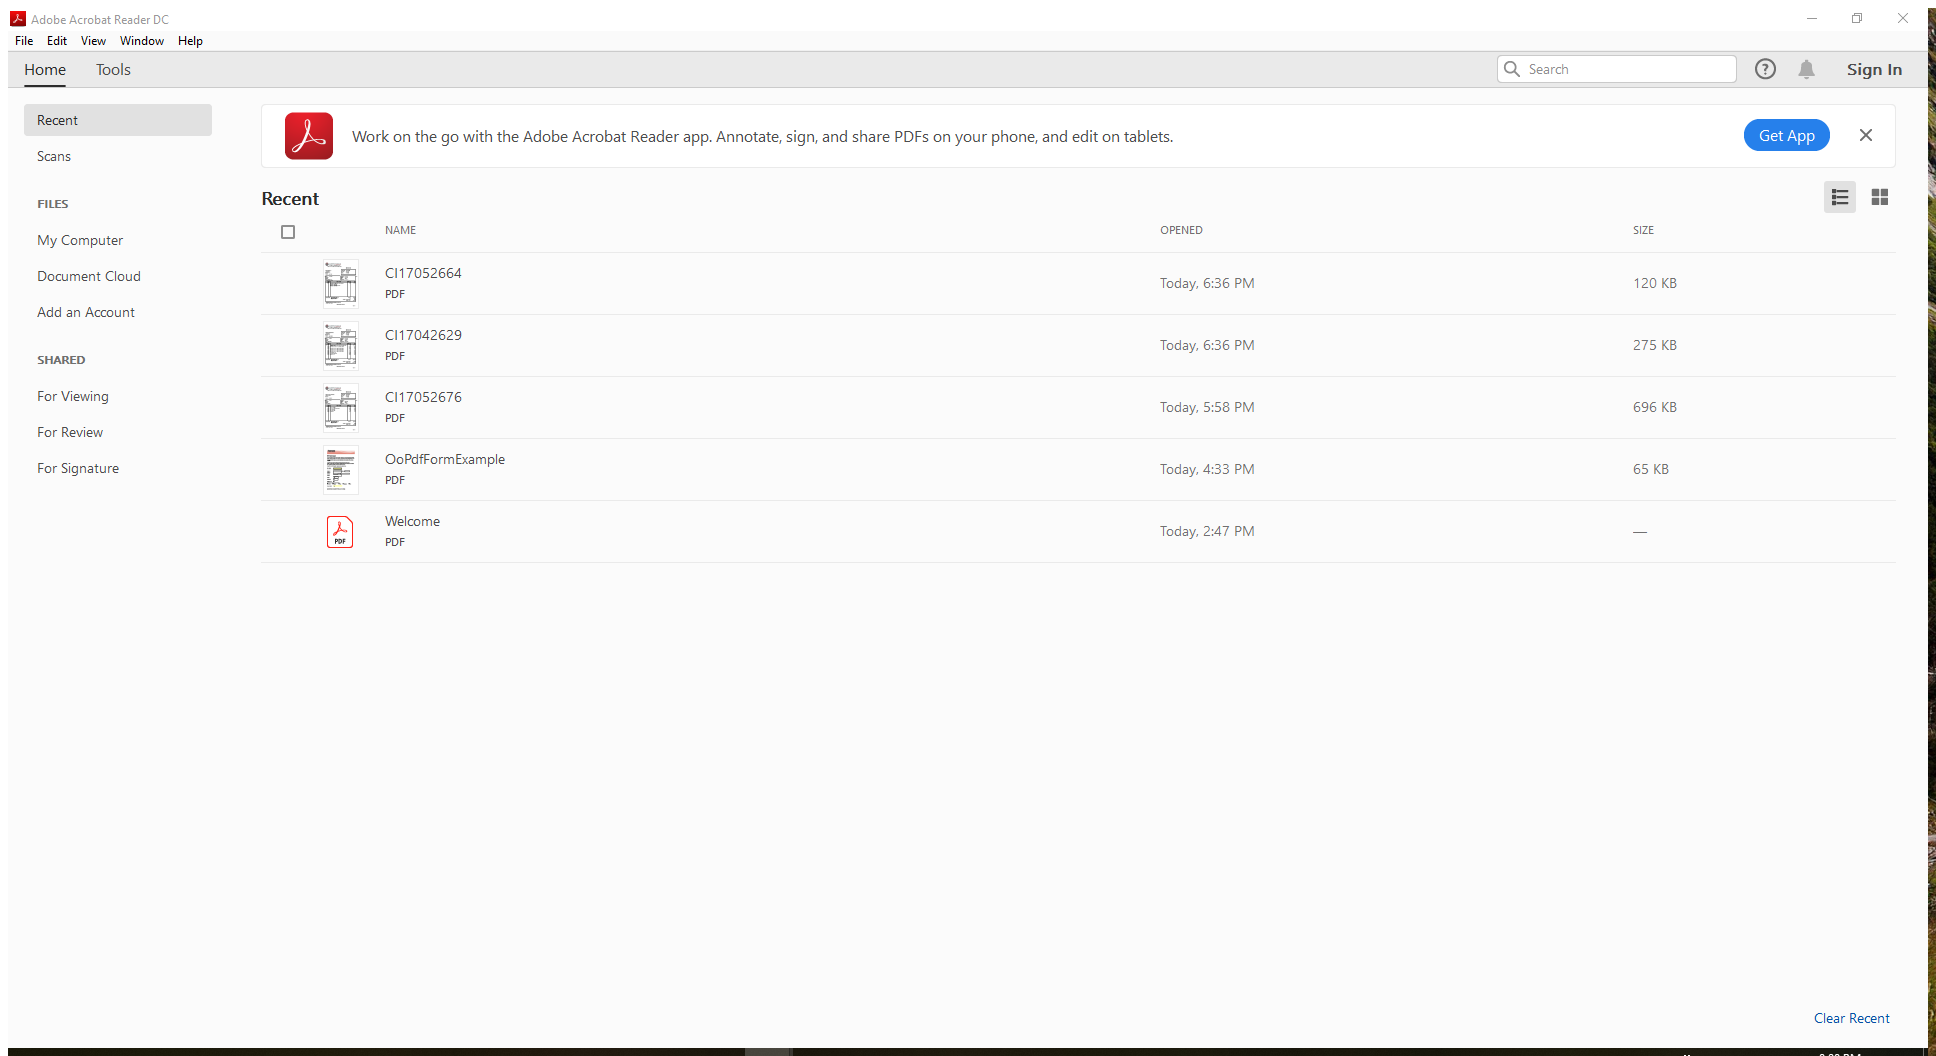 Adobe Acrobat Reader DC
File Edit View Window Help
Home Tools Search Sign In
Recent
Scans
FILES
My Computer
Document Cloud
Add an Account
SHARED
For Viewing
For Review
For Signature
Work on the go with the Adobe Acrobat Reader app. Annotate, sign, and share PDFs on your phone, and edit on tablets. Get App
Recent
NAME OPENED SIZE
CI17052664 Today, 6:36 PM 120 KB
PDF
CI17042629 Today, 6:36 PM 275 KB
PDF
CI17052676 Today, 5:58 PM 696 KB
PDF
OoPdfFormExample Today, 4:33 PM 65 KB
PDF
Welcome Today, 2:47 PM —
PDF
PDF
Clear Recent